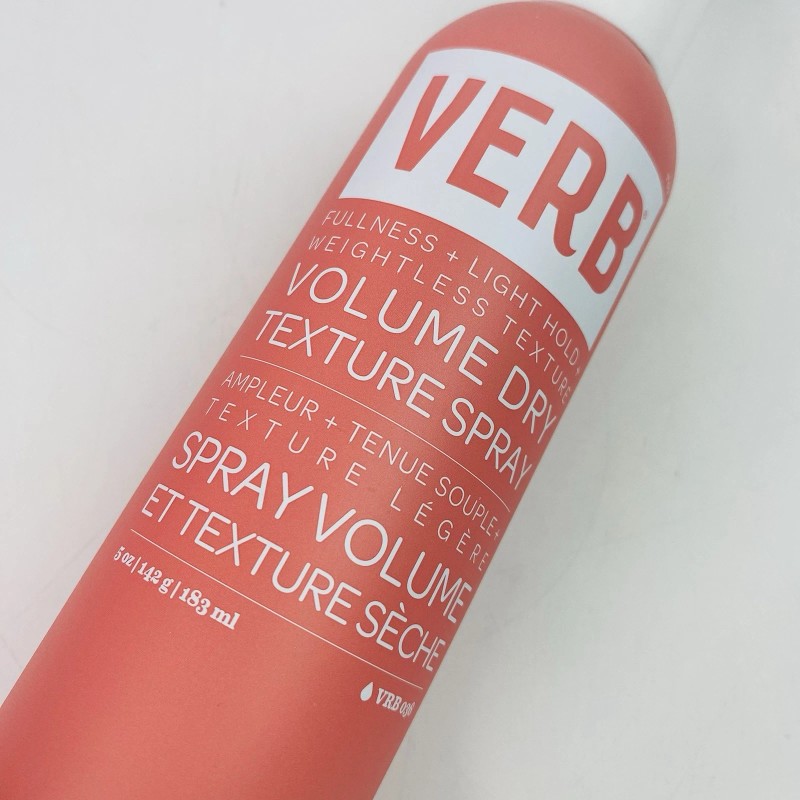 VERB®
FULLNESS + LIGHT HOLD +
WEIGHTLESS TEXTURE
VOLUME DRY
TEXTURE SPRAY
AMPLEUR + TENUE SOUPLE +
TEXTURE LÉGÈRE
SPRAY VOLUME
ET TEXTURE SÈCHE
5 oz | 142 g | 183 ml
VRB